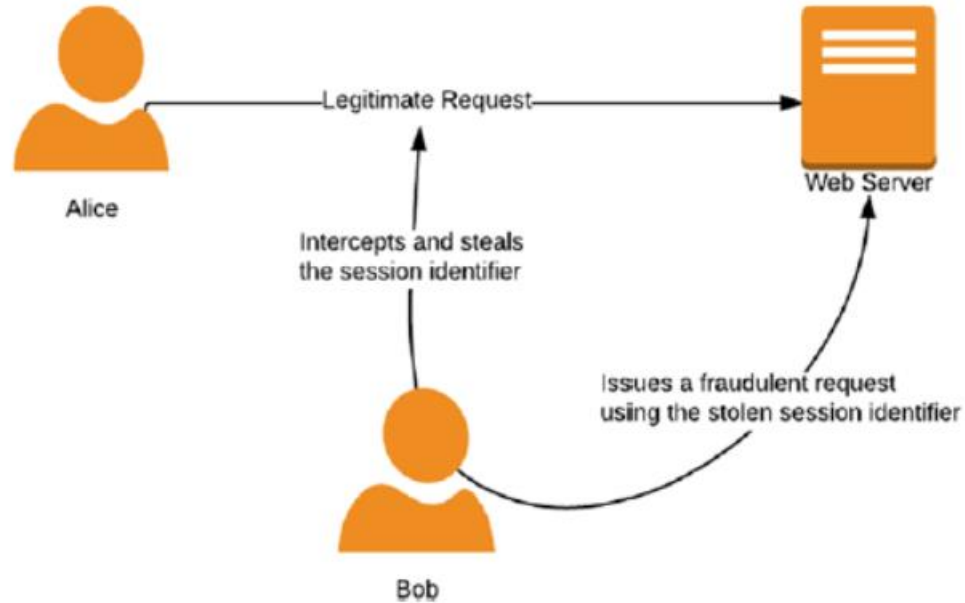 Legitimate Request
Web Server
Alice
Intercepts and steals
the session identifier
Issues a fraudulent request
using the stolen session identifier
Bob